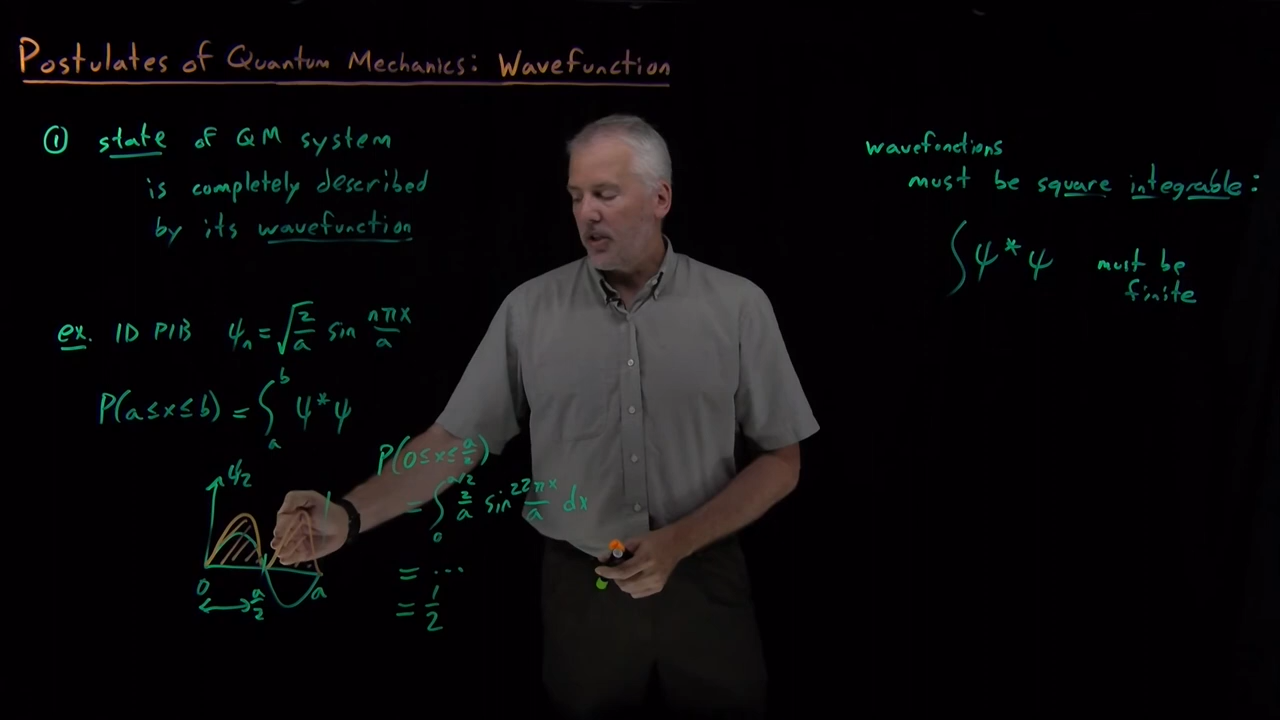 Postulates of Quantum Mechanics: Wavefunction
① state of QM system
is completely described
by its wavefunction
ex. 1D PIB ψₙ = √(2/a) sin nπx/a
P(a≤x≤b) = ∫ₐᵇ ψ*ψ
ψ₂
0 a/2 a
P(0≤x≤a/2)
= ∫₀^(a/2) 2/a sin² 2πx/a dx
= ...
= 1/2
wavefunctions
must be square integrable:
∫ψ*ψ must be
finite